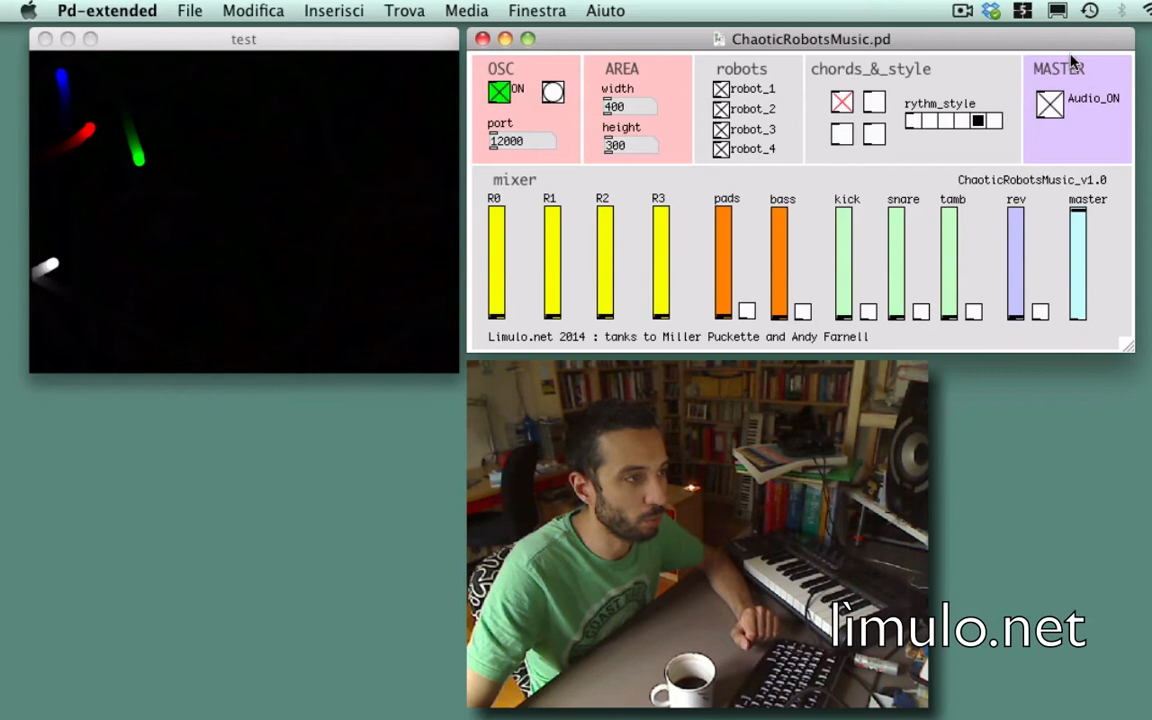 Pd-extended File Modifica Inserisci Trova Media Finestra Aiuto
test
ChaoticRobotsMusic.pd
OSC
ON
port
12000
AREA
width
400
height
300
robots
robot_1
robot_2
robot_3
robot_4
chords_&_style
rythm_style
MASTER
Audio_ON
mixer
ChaoticRobotsMusic_v1.0
R0 R1 R2 R3 pads bass kick snare tamb rev master
Limulo.net 2014 : tanks to Miller Puckette and Andy Farnell
COAST
lìmulo.net